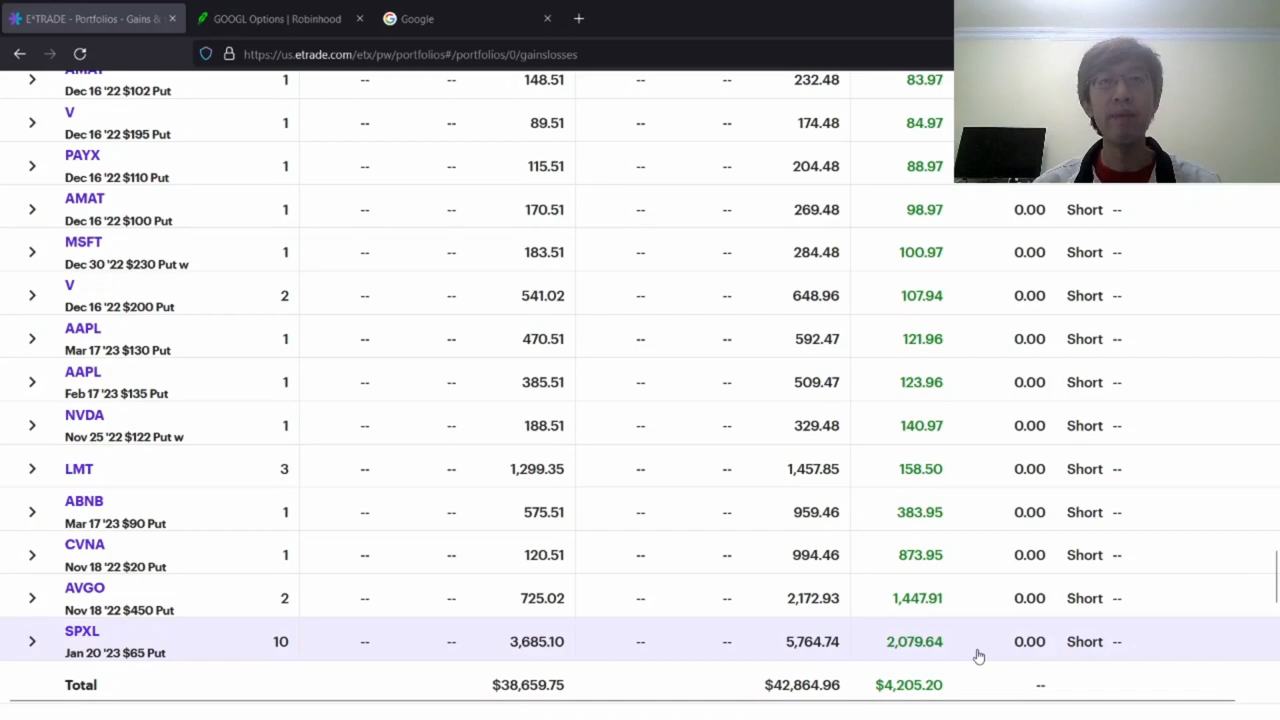 E*TRADE - Portfolios - Gains &
GOOGL Options | Robinhood
Google
https://us.etrade.com/etx/pw/portfolios#/portfolios/0/gainslosses
AMAT 1 -- -- 148.51 -- -- 232.48 83.97
Dec 16 '22 $102 Put
V 1 -- -- 89.51 -- -- 174.48 84.97
Dec 16 '22 $195 Put
PAYX 1 -- -- 115.51 -- -- 204.48 88.97
Dec 16 '22 $110 Put
AMAT 1 -- -- 170.51 -- -- 269.48 98.97 0.00 Short --
Dec 16 '22 $100 Put
MSFT 1 -- -- 183.51 -- -- 284.48 100.97 0.00 Short --
Dec 30 '22 $230 Put w
V 2 -- -- 541.02 -- -- 648.96 107.94 0.00 Short --
Dec 16 '22 $200 Put
AAPL 1 -- -- 470.51 -- -- 592.47 121.96 0.00 Short --
Mar 17 '23 $130 Put
AAPL 1 -- -- 385.51 -- -- 509.47 123.96 0.00 Short --
Feb 17 '23 $135 Put
NVDA 1 -- -- 188.51 -- -- 329.48 140.97 0.00 Short --
Nov 25 '22 $122 Put w
LMT 3 -- -- 1,299.35 -- -- 1,457.85 158.50 0.00 Short --
ABNB 1 -- -- 575.51 -- -- 959.46 383.95 0.00 Short --
Mar 17 '23 $90 Put
CVNA 1 -- -- 120.51 -- -- 994.46 873.95 0.00 Short --
Nov 18 '22 $20 Put
AVGO 2 -- -- 725.02 -- -- 2,172.93 1,447.91 0.00 Short --
Nov 18 '22 $450 Put
SPXL 10 -- -- 3,685.10 -- -- 5,764.74 2,079.64 0.00 Short --
Jan 20 '23 $65 Put
Total $38,659.75 $42,864.96 $4,205.20 --